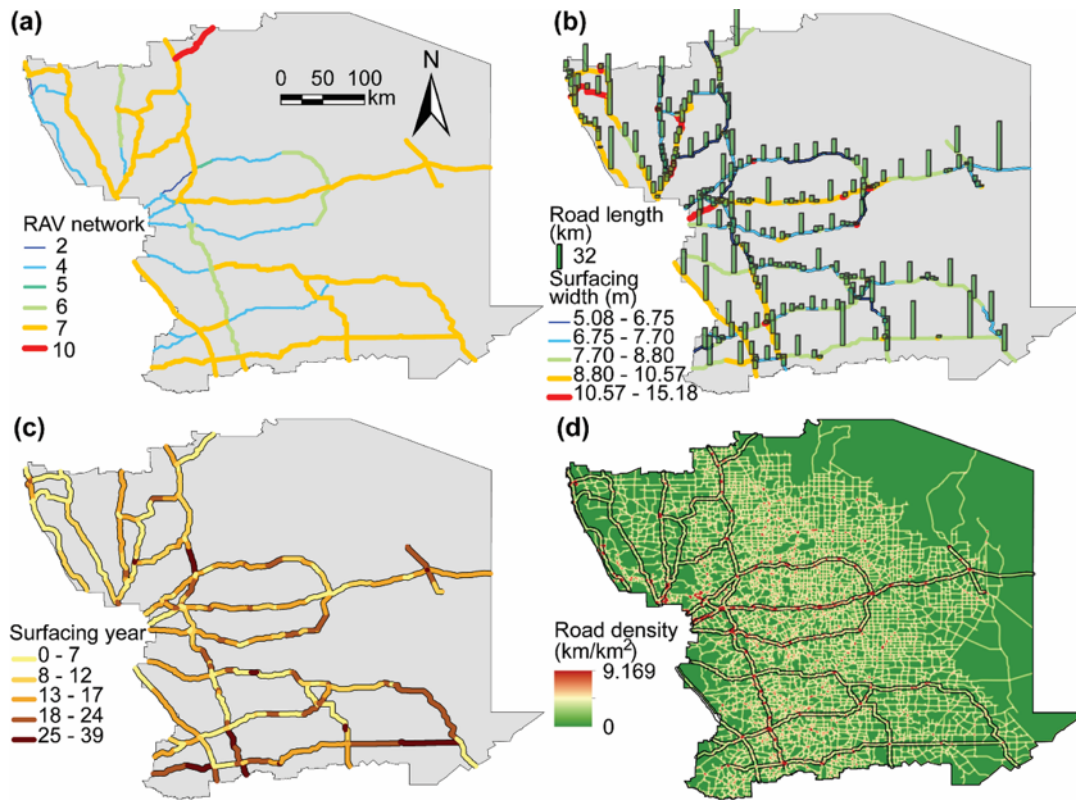 (a)
N
0 50 100
km
RAV network
2
4
5
6
7
10
(b)
Road length
(km)
32
Surfacing
width (m)
5.08 - 6.75
6.75 - 7.70
7.70 - 8.80
8.80 - 10.57
10.57 - 15.18
(c)
Surfacing year
0 - 7
8 - 12
13 - 17
18 - 24
25 - 39
(d)
Road density
(km/km²)
9.169
0